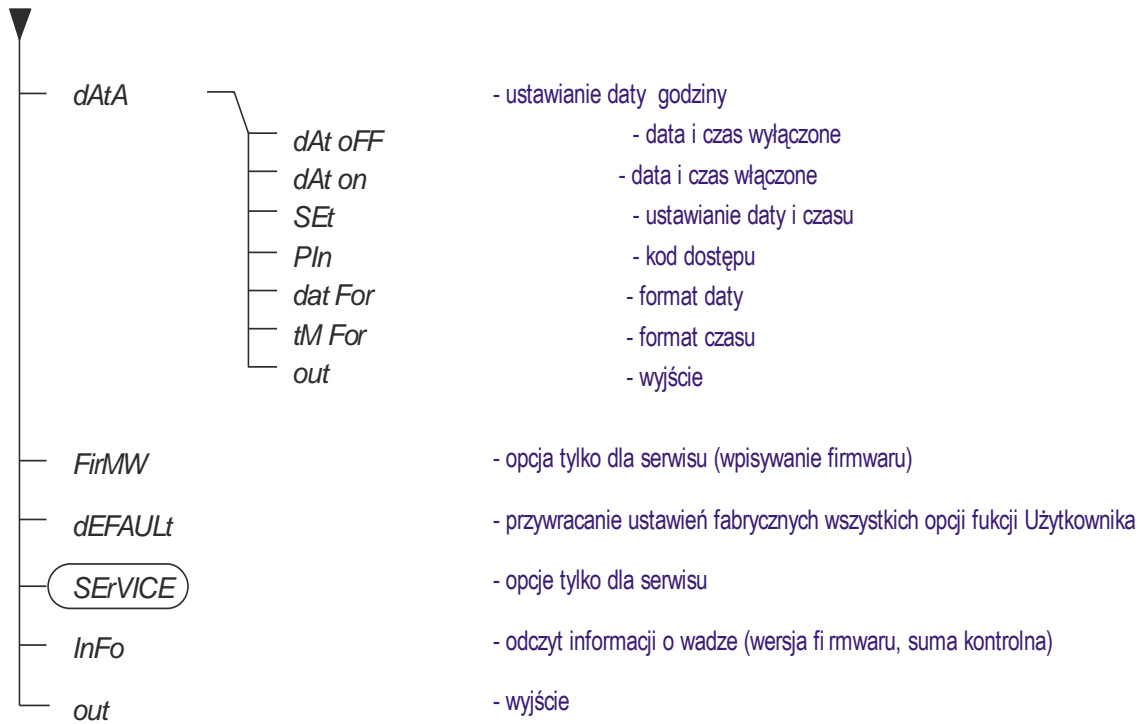 dAtA - ustawianie daty godziny
dAt oFF - data i czas wyłączone
dAt on - data i czas włączone
SEt - ustawianie daty i czasu
PIn - kod dostępu
dat For - format daty
tM For - format czasu
out - wyjście
FirMW - opcja tylko dla serwisu (wpisywanie firmwaru)
dEFAULt - przywracanie ustawień fabrycznych wszystkich opcji fukcji Użytkownika
SErVICE - opcje tylko dla serwisu
InFo - odczyt informacji o wadze (wersja fi rmwaru, suma kontrolna)
out - wyjście